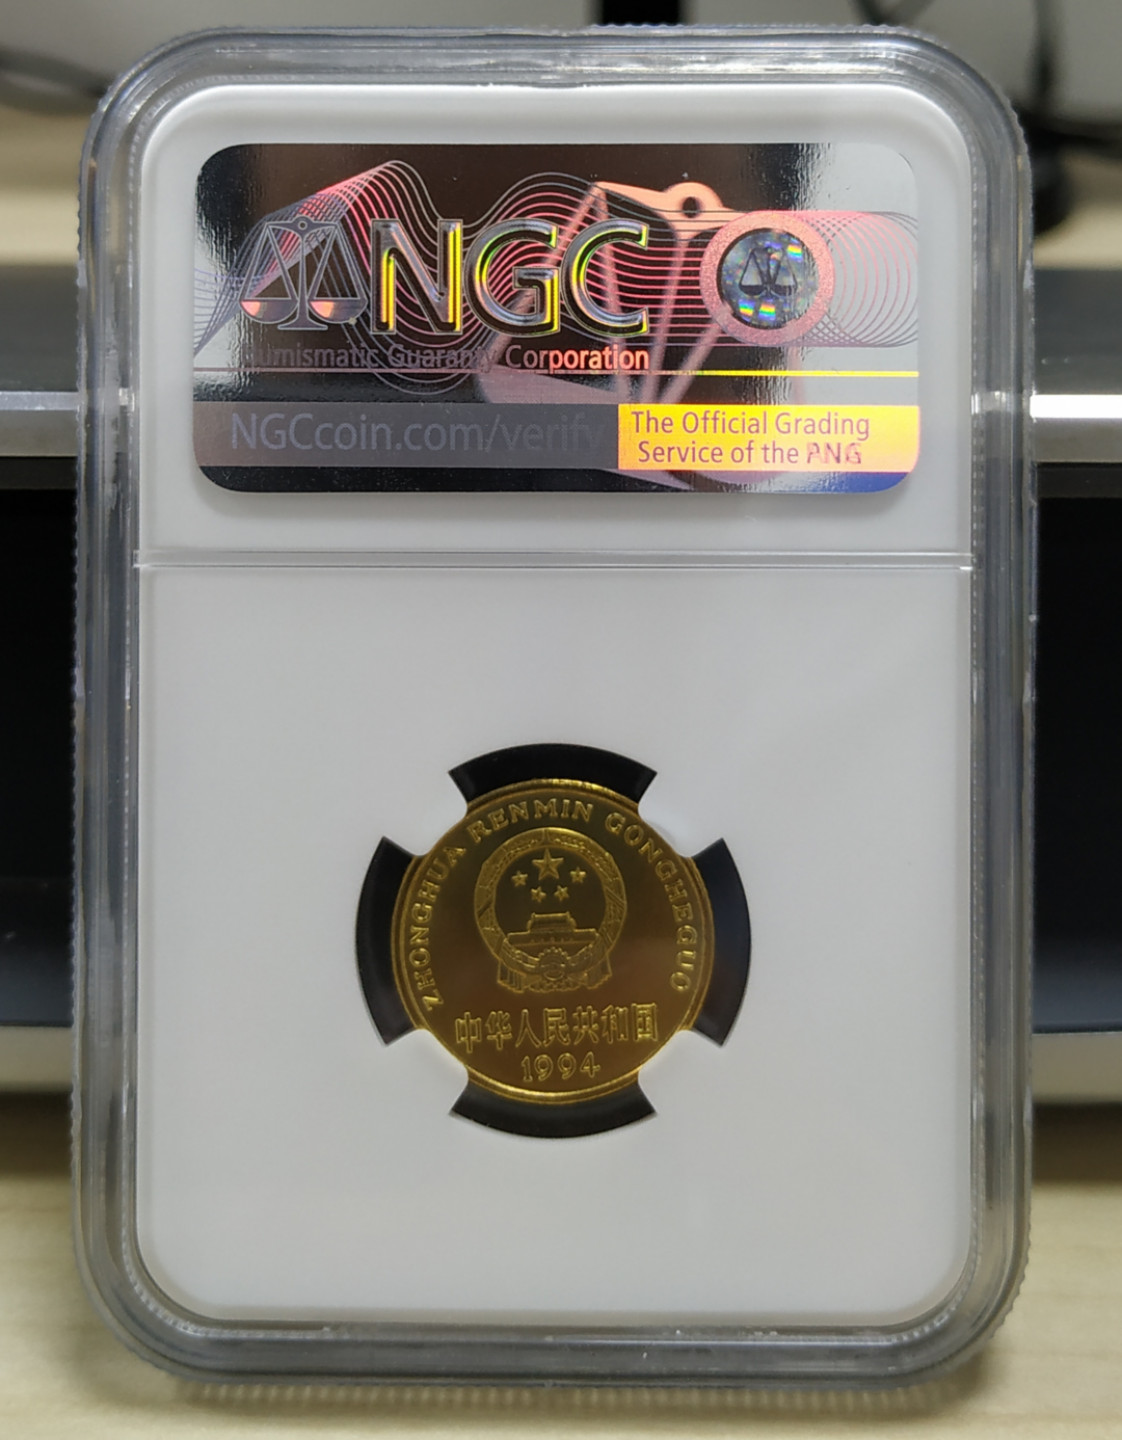 NGC
Numismatic Guaranty Corporation
NGCcoin.com/verify
The Official Grading
Service of the PNG
ZHONGHUA RENMIN GONGHEGUO
中华人民共和国
1994